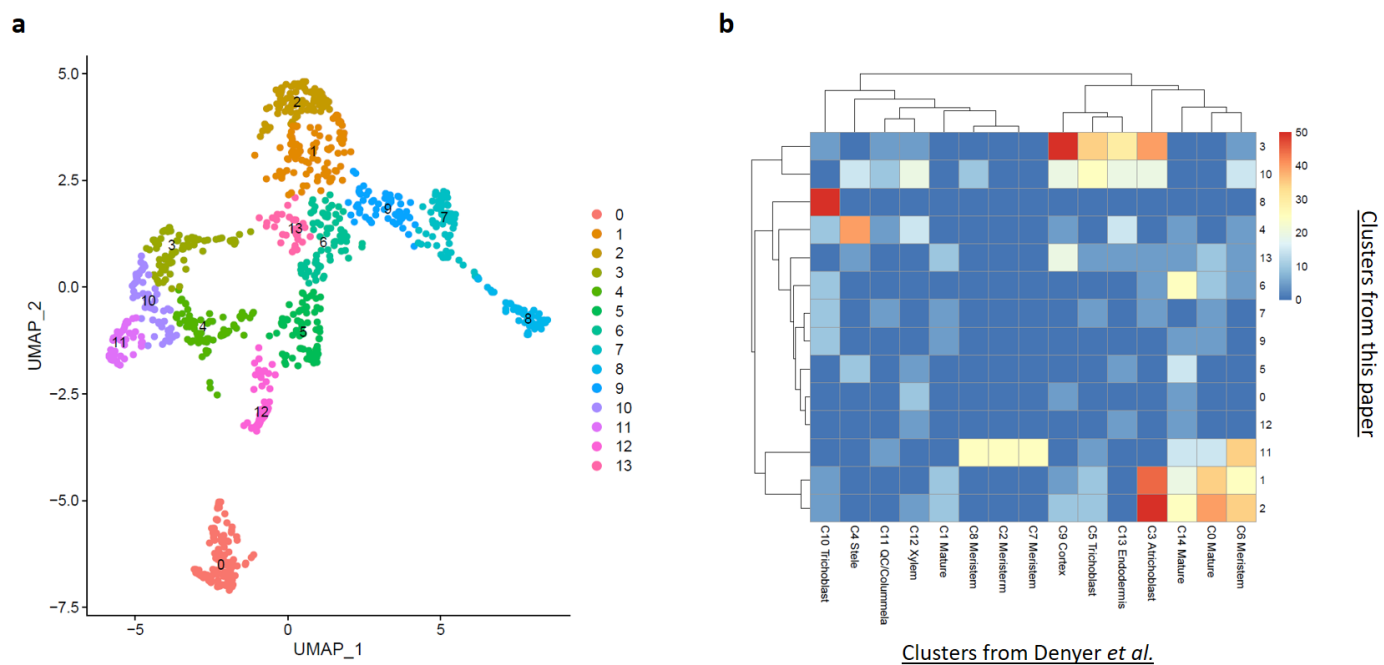 a
5.0
2.5
0.0
−2.5
−5.0
−7.5
−5
0
5
UMAP_2
UMAP_1
2
1
9
7
13
6
3
10
4
11
5
8
12
0
0
1
2
3
4
5
6
7
8
9
10
11
12
13
b
3
10
8
4
13
6
7
9
5
0
12
11
1
2
50
40
30
20
10
0
C10 Trichoblast
C4 Stele
C11 QC/Colummela
C12 Xylem
C1 Mature
C8 Meristem
C2 Meristerm
C7 Meristem
C9 Cortex
C5 Trichoblast
C13 Endodermis
C3 Atrichoblast
C14 Mature
C0 Mature
C6 Meristem
Clusters from this paper
Clusters from Denyer et al.